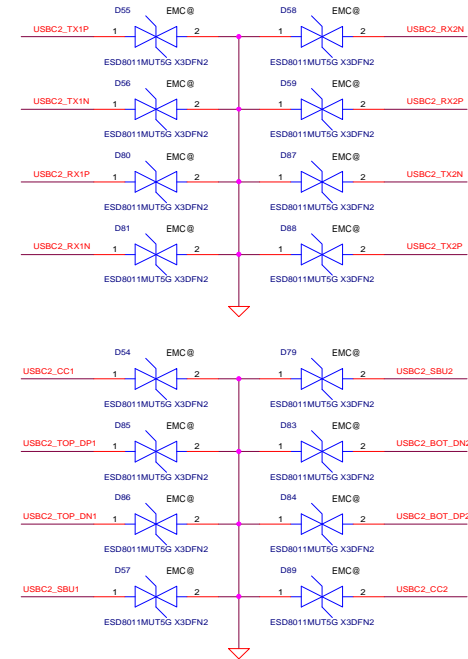 D55 EMC@ D58 EMC@
USBC2_TX1P 1 2 1 2 USBC2_RX2N
ESD8011MUT5G X3DFN2 ESD8011MUT5G X3DFN2
D56 EMC@ D59 EMC@
USBC2_TX1N 1 2 1 2 USBC2_RX2P
ESD8011MUT5G X3DFN2 ESD8011MUT5G X3DFN2
D80 EMC@ D87 EMC@
USBC2_RX1P 1 2 1 2 USBC2_TX2N
ESD8011MUT5G X3DFN2 ESD8011MUT5G X3DFN2
D81 EMC@ D88 EMC@
USBC2_RX1N 1 2 1 2 USBC2_TX2P
ESD8011MUT5G X3DFN2 ESD8011MUT5G X3DFN2
D54 EMC@ D79 EMC@
USBC2_CC1 1 2 1 2 USBC2_SBU2
ESD8011MUT5G X3DFN2 ESD8011MUT5G X3DFN2
D85 EMC@ D83 EMC@
USBC2_TOP_DP1 1 2 1 2 USBC2_BOT_DN2
ESD8011MUT5G X3DFN2 ESD8011MUT5G X3DFN2
D86 EMC@ D84 EMC@
USBC2_TOP_DN1 1 2 1 2 USBC2_BOT_DP2
ESD8011MUT5G X3DFN2 ESD8011MUT5G X3DFN2
D57 EMC@ D89 EMC@
USBC2_SBU1 1 2 1 2 USBC2_CC2
ESD8011MUT5G X3DFN2 ESD8011MUT5G X3DFN2